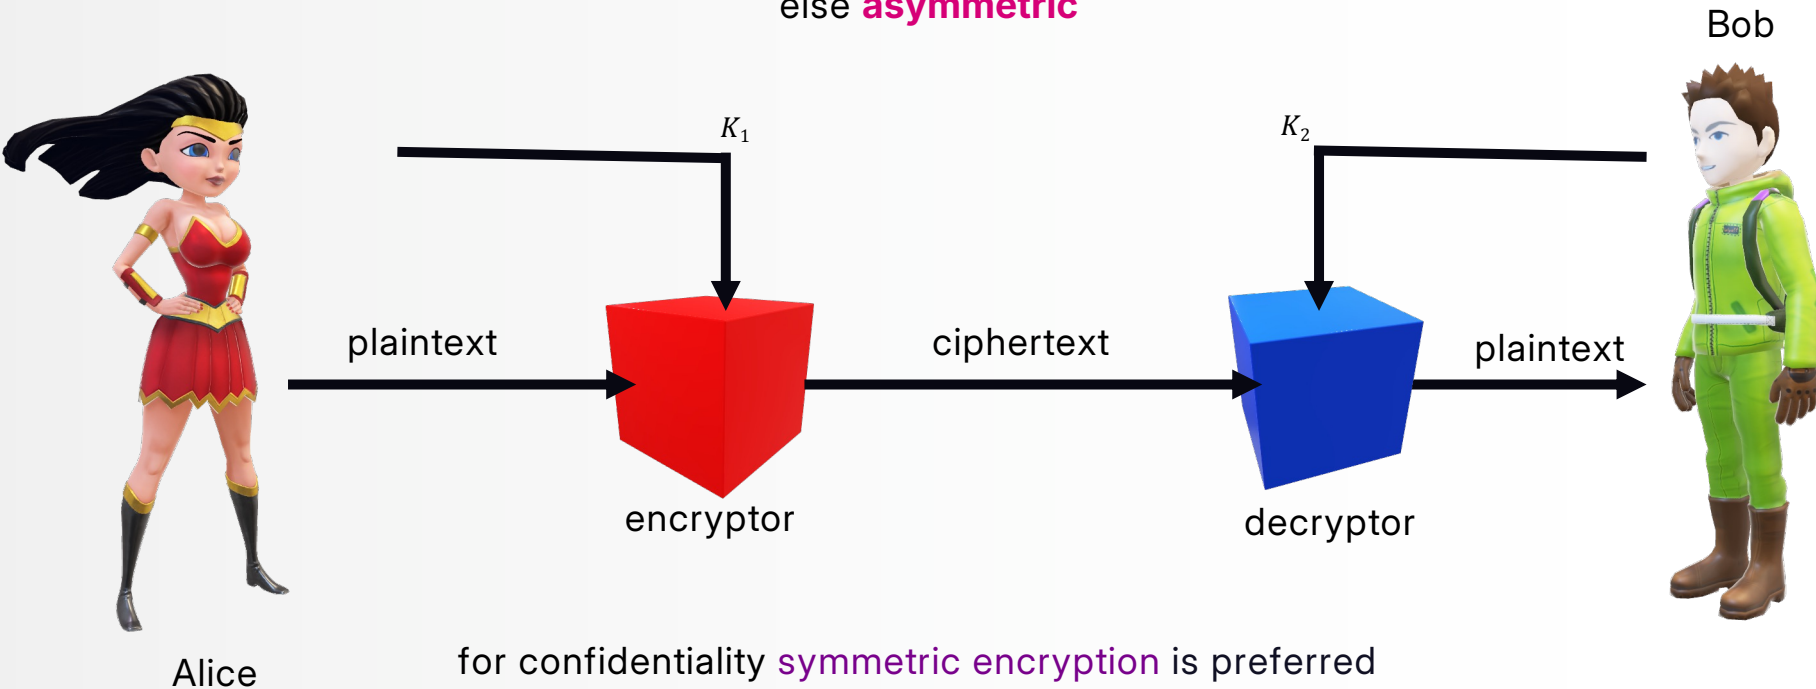 else asymmetric
Bob
K₁
K₂
plaintext
ciphertext
plaintext
encryptor
decryptor
Alice
for confidentiality symmetric encryption is preferred